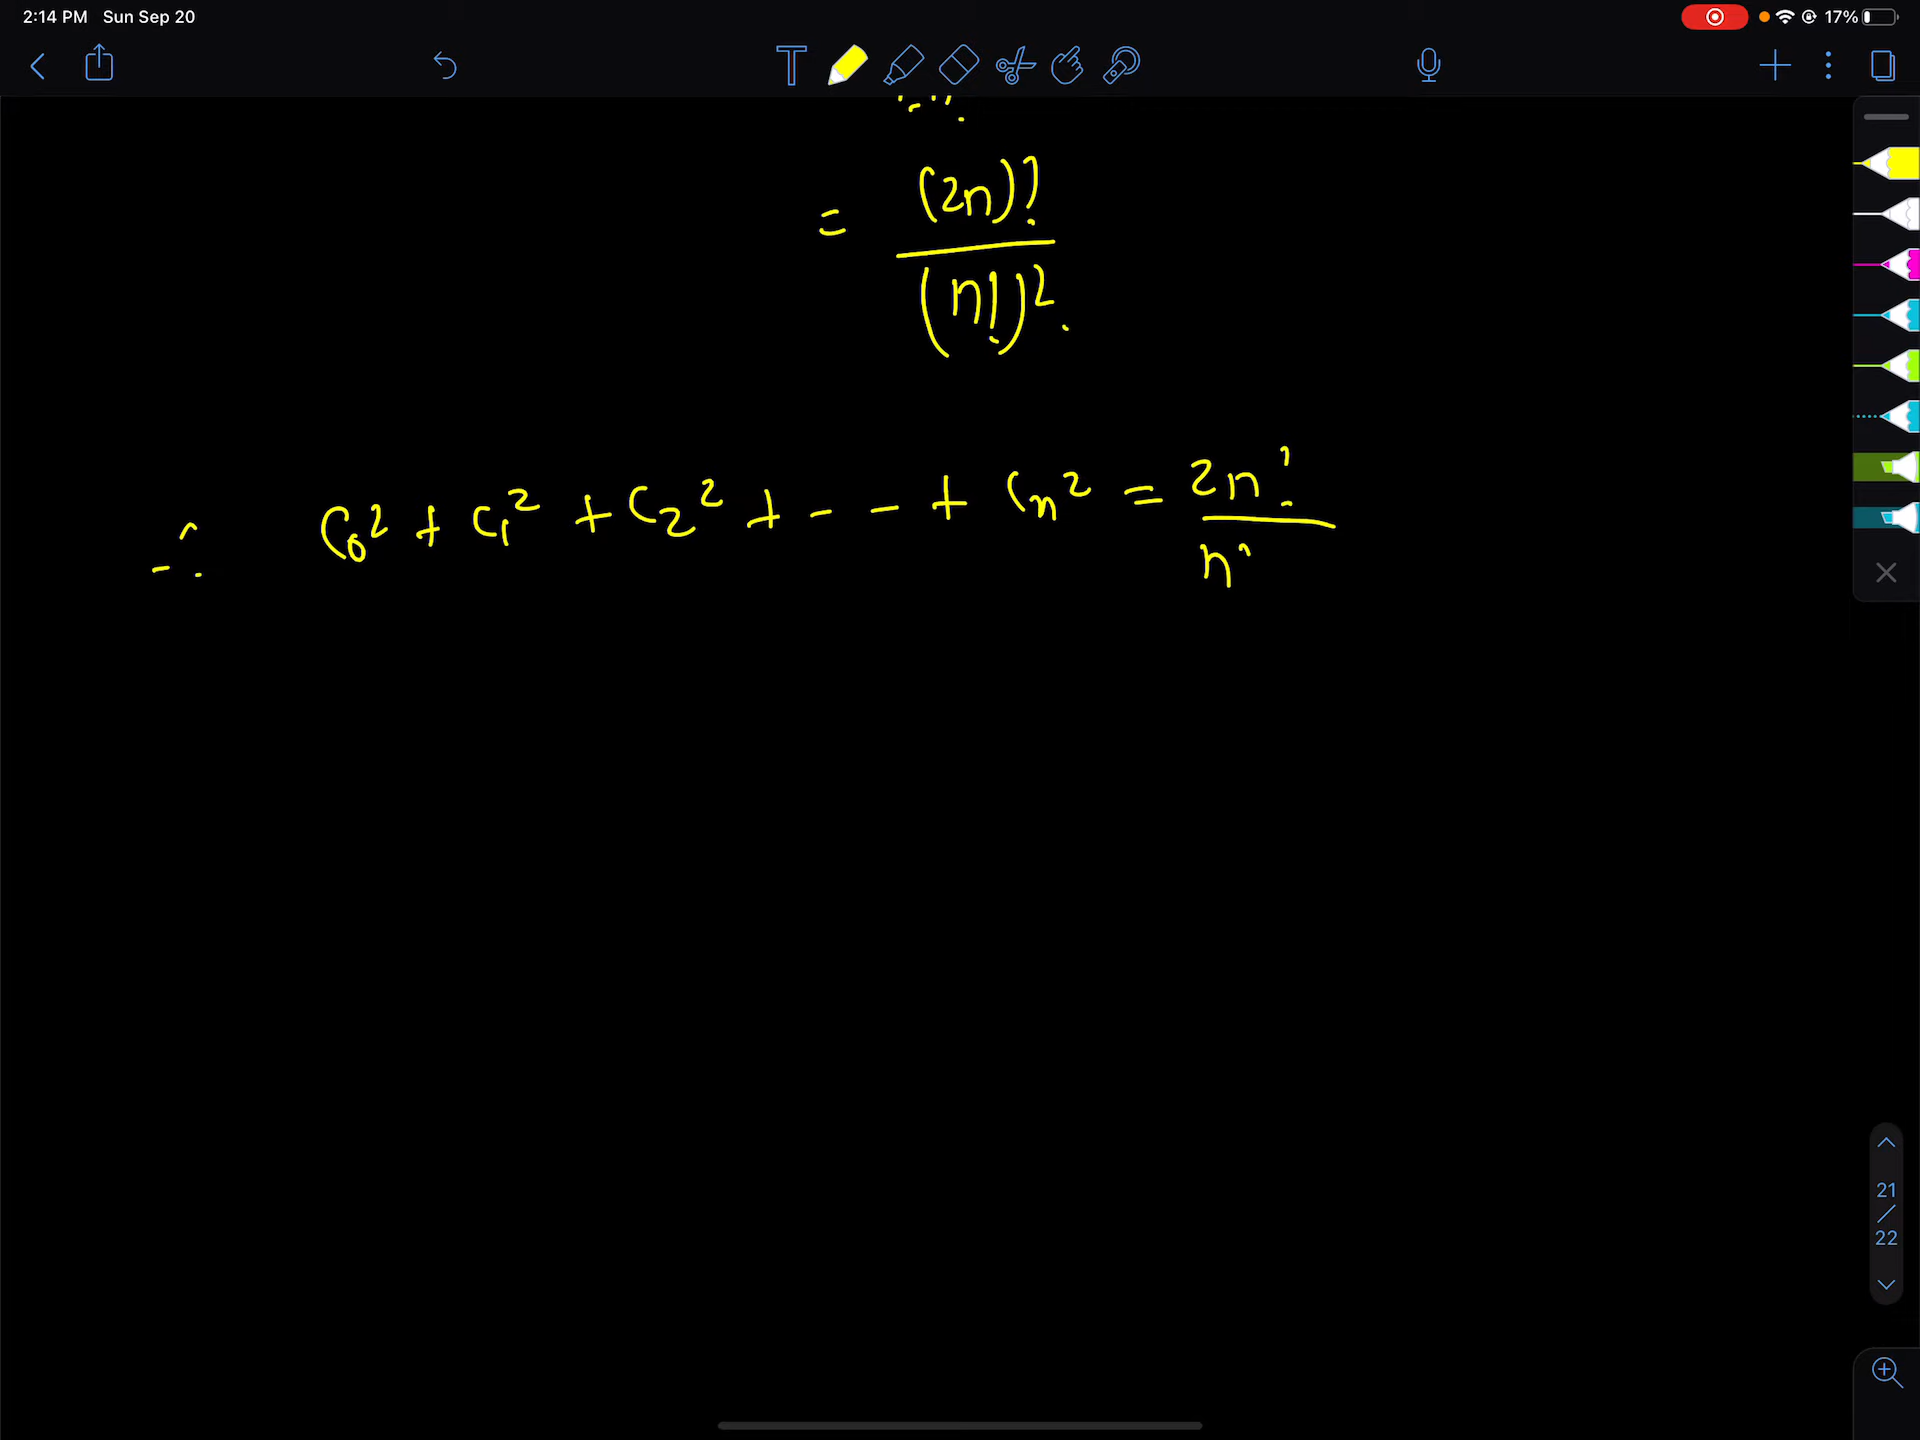 2:14 PM Sun Sep 20
17%
= (2n)!
(n!)²
∴ C₀² + C₁² + C₂² + - - + Cₙ² = 2n!
n
21
/
22